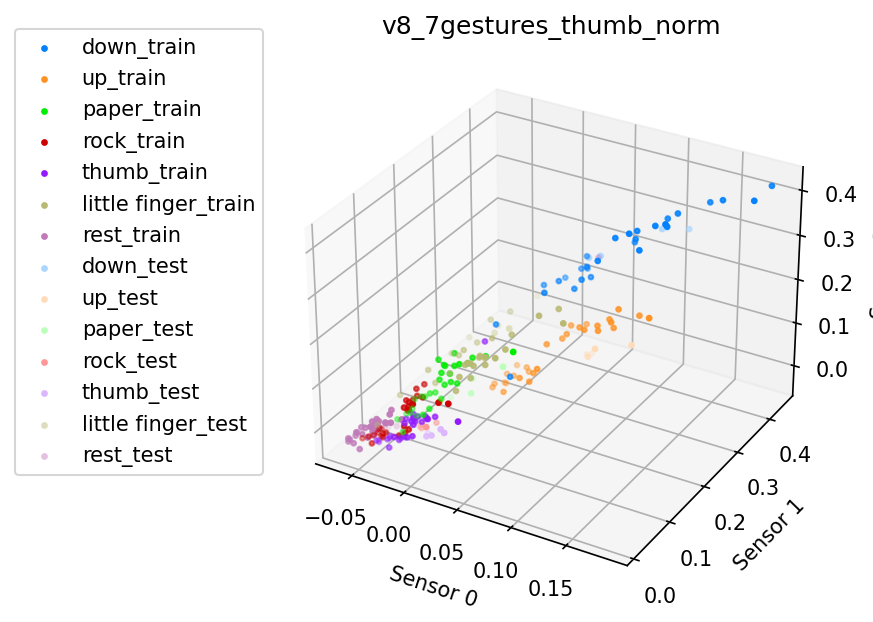 v8_7gestures_thumb_norm
down_train
up_train
paper_train
rock_train
thumb_train
little finger_train
rest_train
down_test
up_test
paper_test
rock_test
thumb_test
little finger_test
rest_test
0.4
0.3
0.2
0.1
0.0
−0.05
0.00
0.05
0.10
0.15
Sensor 0
0.0
0.1
0.2
0.3
0.4
Sensor 1